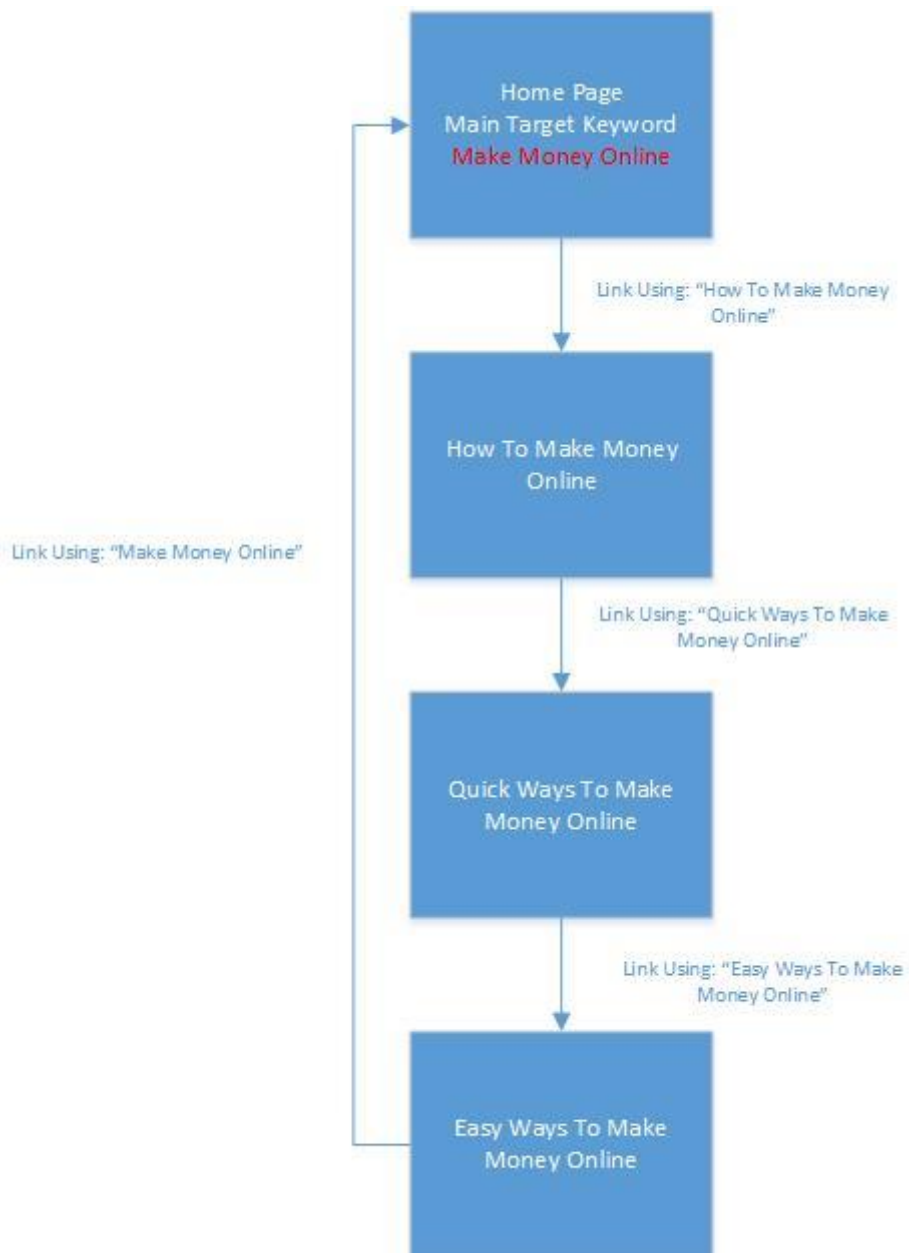 Home Page
Main Target Keyword
Make Money Online
Link Using: “How To Make Money
Online”
How To Make Money
Online
Link Using: “Make Money Online”
Link Using: “Quick Ways To Make
Money Online”
Quick Ways To Make
Money Online
Link Using: “Easy Ways To Make
Money Online”
Easy Ways To Make
Money Online